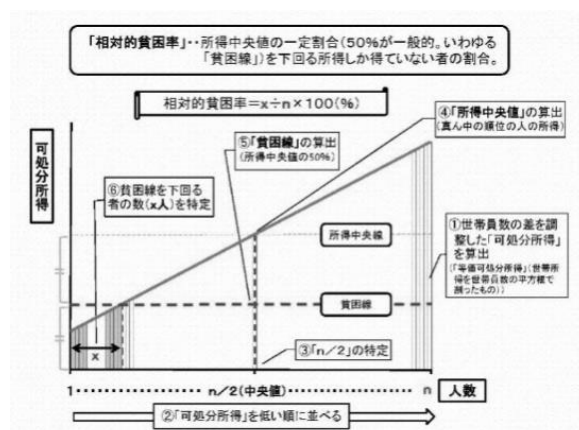 「相対的貧困率」・・所得中央値の一定割合(50%が一般的。いわゆる
「貧困線」)を下回る所得しか得ていない者の割合。
相対的貧困率＝x÷n×100(%)
④「所得中央値」の算出
(真ん中の順位の人の所得)
⑤「貧困線」の算出
(所得中央値の50%)
可処分所得
⑥貧困線を下回る
者の数(x人)を特定
所得中央線
①世帯員数の差を調
整した「可処分所得」
を算出
(「等価可処分所得」(世帯所
得を世帯員数の平方根で
割ったもの))
貧困線
③「n／2」の特定
x
1 ・・・・・・・・・・・・ n／2(中央値) ・・・・・・・・・・・・ n
人数
②「可処分所得」を低い順に並べる